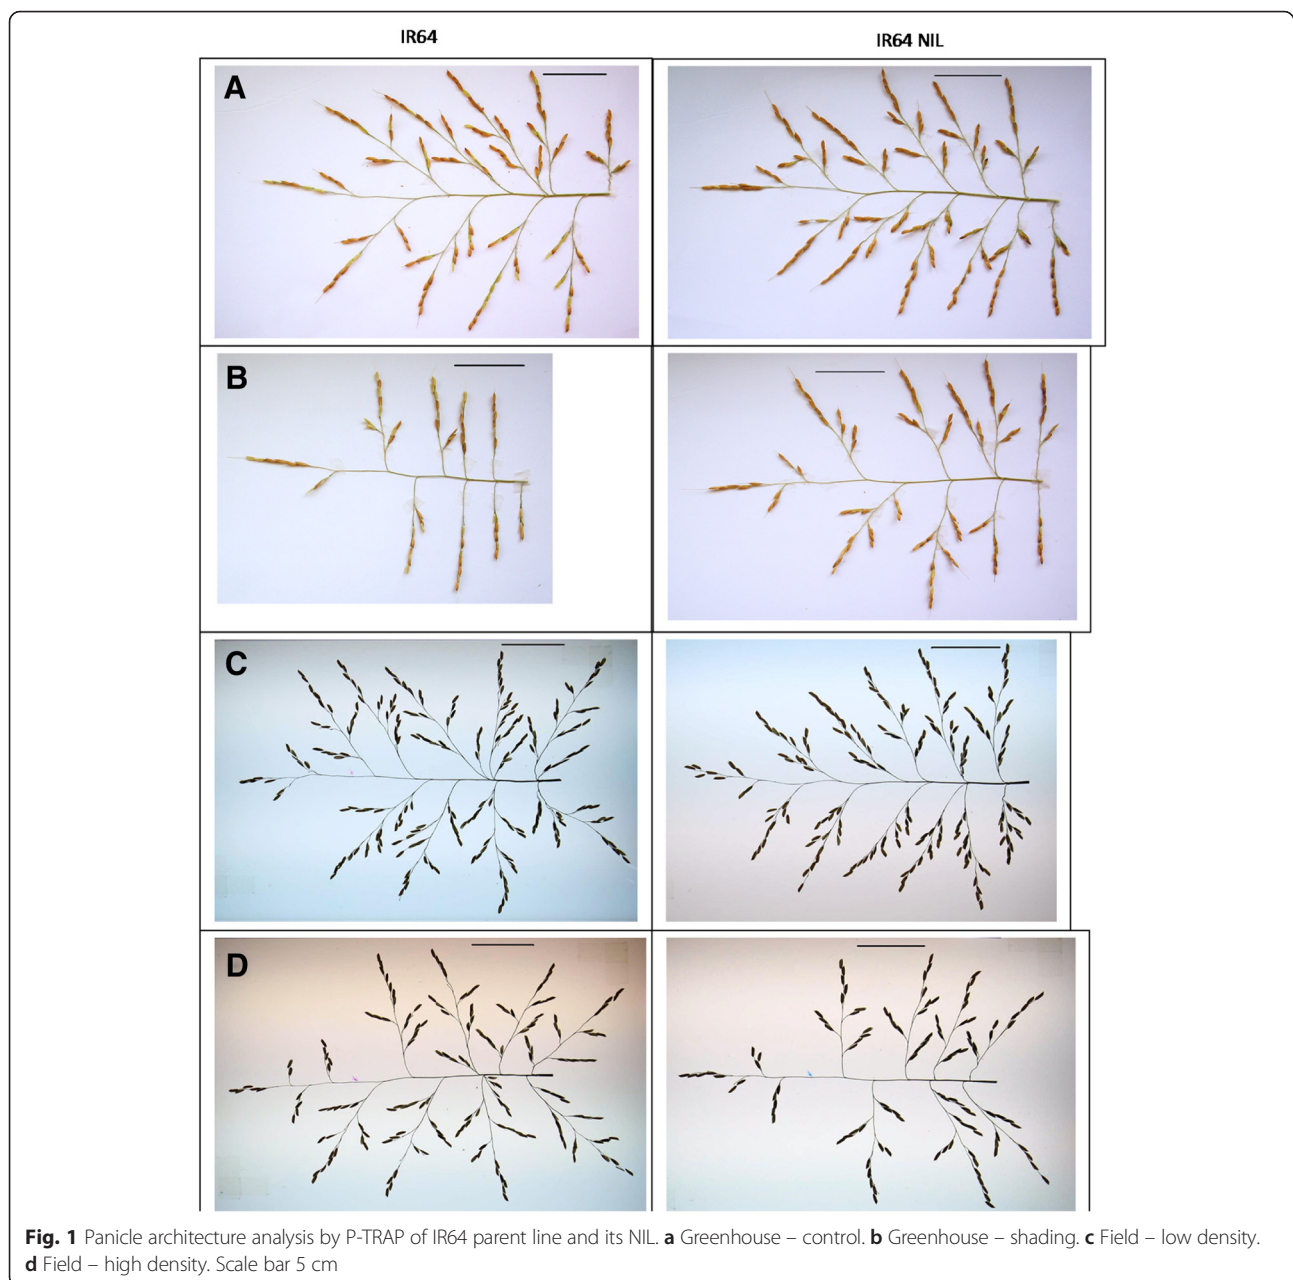 IR64
IR64 NIL
A
B
C
D
Fig. 1 Panicle architecture analysis by P-TRAP of IR64 parent line and its NIL. a Greenhouse – control. b Greenhouse – shading. c Field – low density.
d Field – high density. Scale bar 5 cm